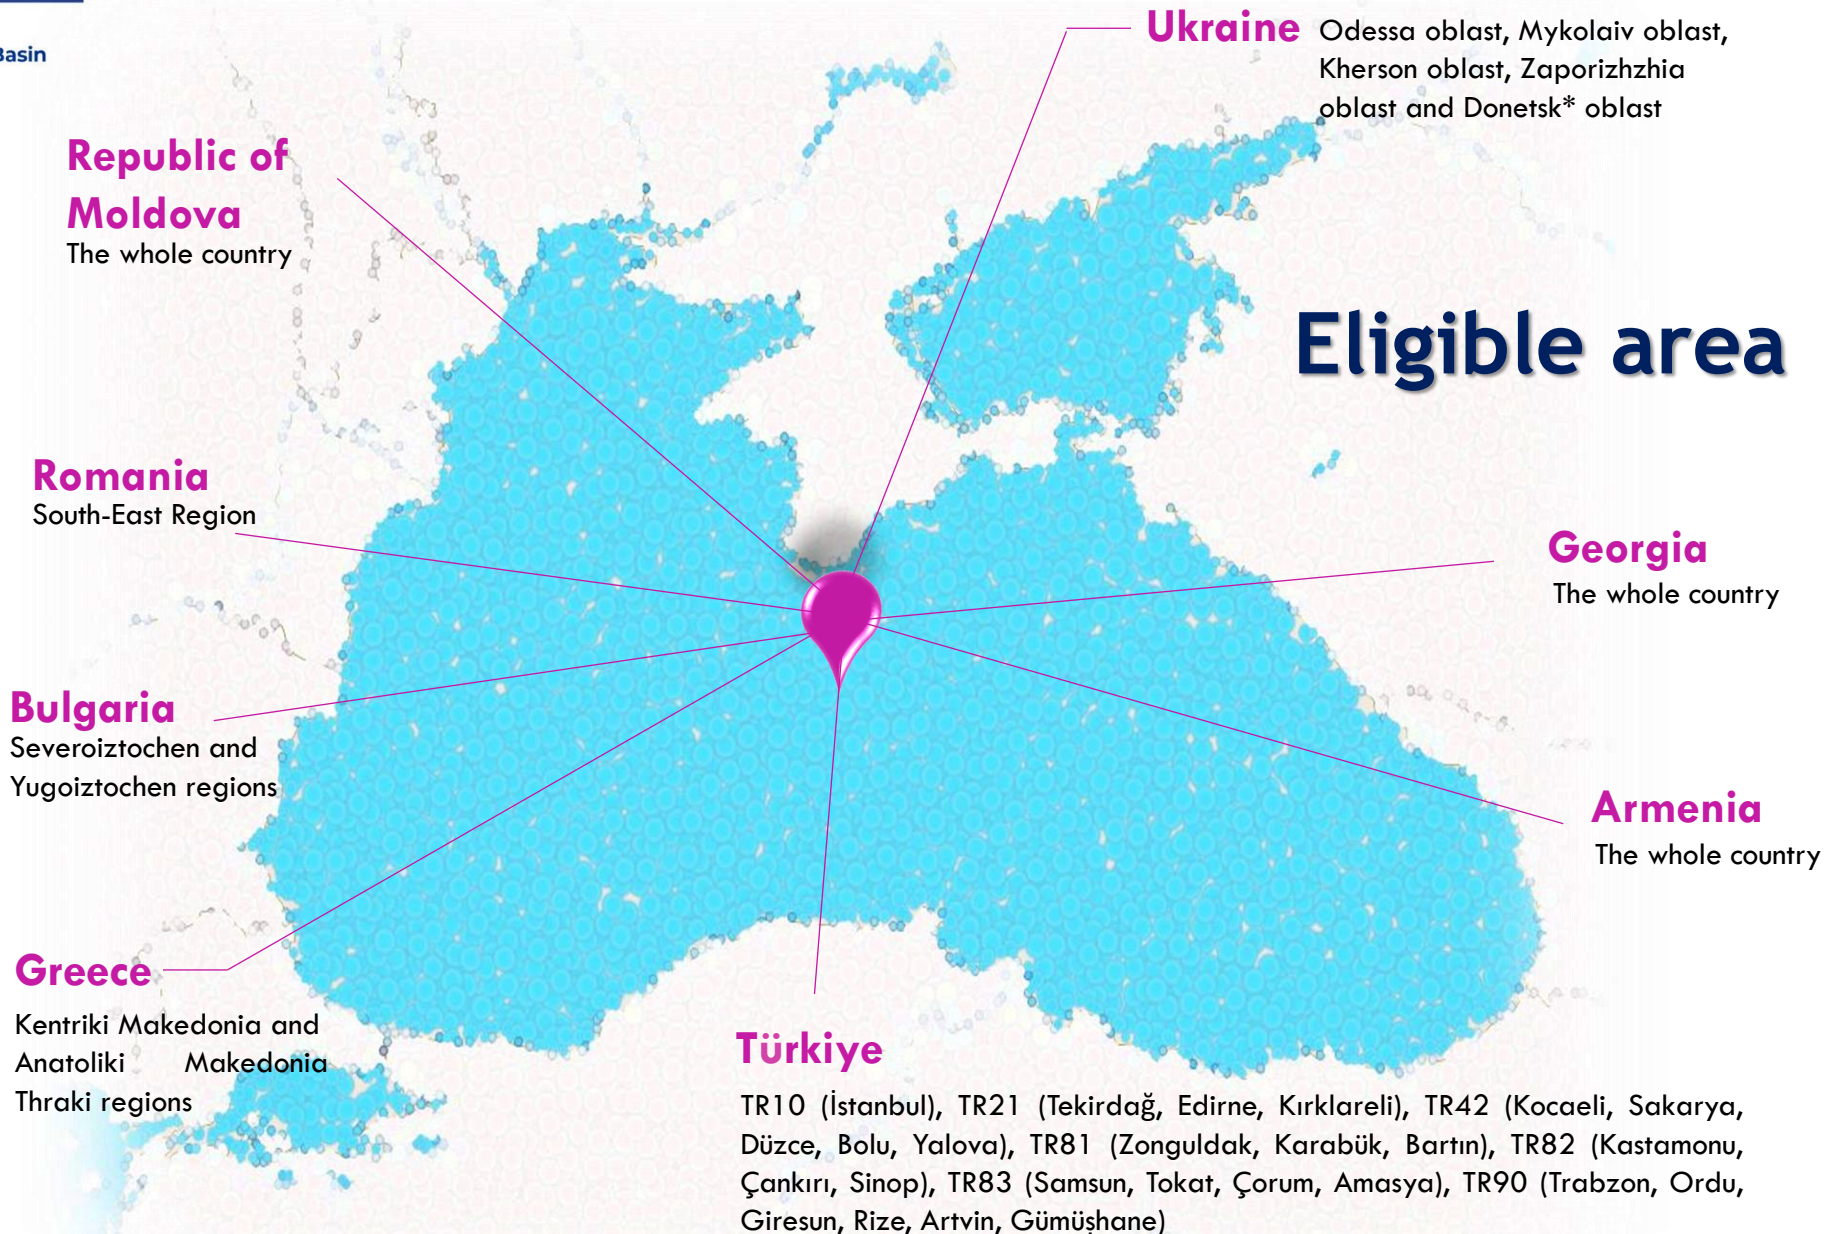 Basin
Ukraine Odessa oblast, Mykolaiv oblast,
Kherson oblast, Zaporizhzhia
oblast and Donetsk* oblast
Republic of
Moldova
The whole country
Eligible area
Romania
South-East Region
Georgia
The whole country
Bulgaria
Severoiztochen and
Yugoiztochen regions
Armenia
The whole country
Greece
Kentriki Makedonia and
Anatoliki Makedonia
Thraki regions
Türkiye
TR10 (İstanbul), TR21 (Tekirdağ, Edirne, Kırklareli), TR42 (Kocaeli, Sakarya,
Düzce, Bolu, Yalova), TR81 (Zonguldak, Karabük, Bartın), TR82 (Kastamonu,
Çankırı, Sinop), TR83 (Samsun, Tokat, Çorum, Amasya), TR90 (Trabzon, Ordu,
Giresun, Rize, Artvin, Gümüşhane)